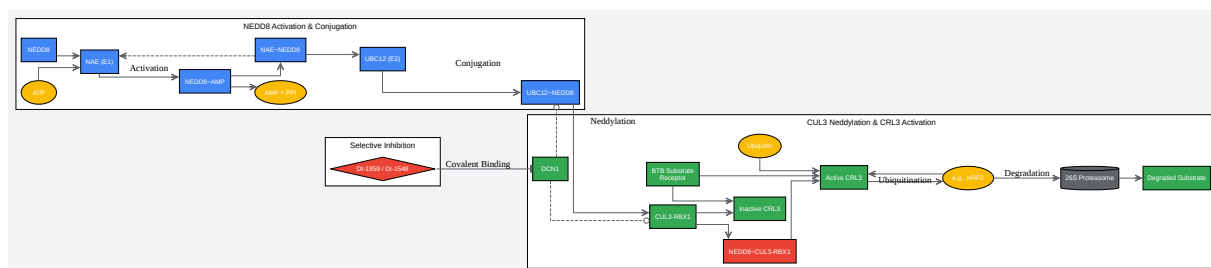 NEDD8 Activation & Conjugation
NEDD8
NAE (E1)
Activation
NEDD8~AMP
NAE~NEDD8
ATP
AMP + PPi
UBC12 (E2)
Conjugation
UBC12~NEDD8
Neddylation
CUL3 Neddylation & CRL3 Activation
Selective Inhibition
DI-1859 / DI-1548
Covalent Binding
DCN1
Ubiquitin
BTB Substrate
Receptor
CUL3-RBX1
Inactive CRL3
NEDD8~CUL3-RBX1
Active CRL3
Ubiquitination
e.g., NRF2
Degradation
26S Proteasome
Degraded Substrate